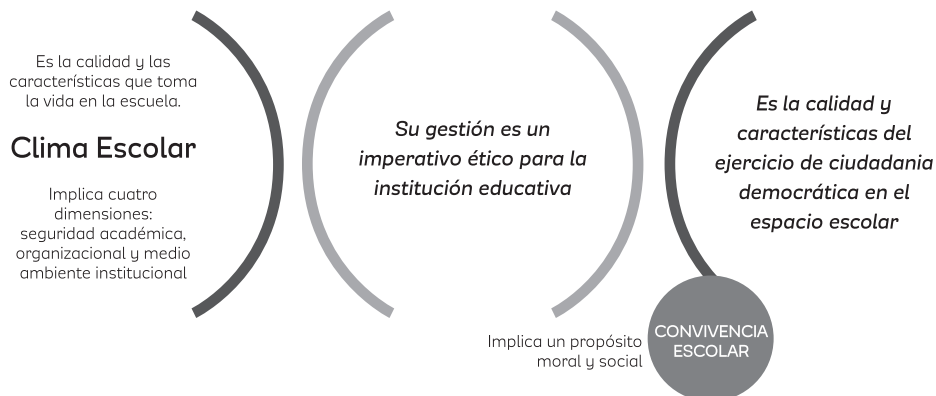 Es la calidad y las
características que toma
la vida en la escuela.
Clima Escolar
Implica cuatro
dimensiones:
seguridad académica,
organizacional y medio
ambiente institucional
Su gestión es un
imperativo ético para la
institución educativa
Es la calidad y
características del
ejercicio de ciudadania
democrática en el
espacio escolar
Implica un propósito
moral y social
CONVIVENCIA
ESCOLAR